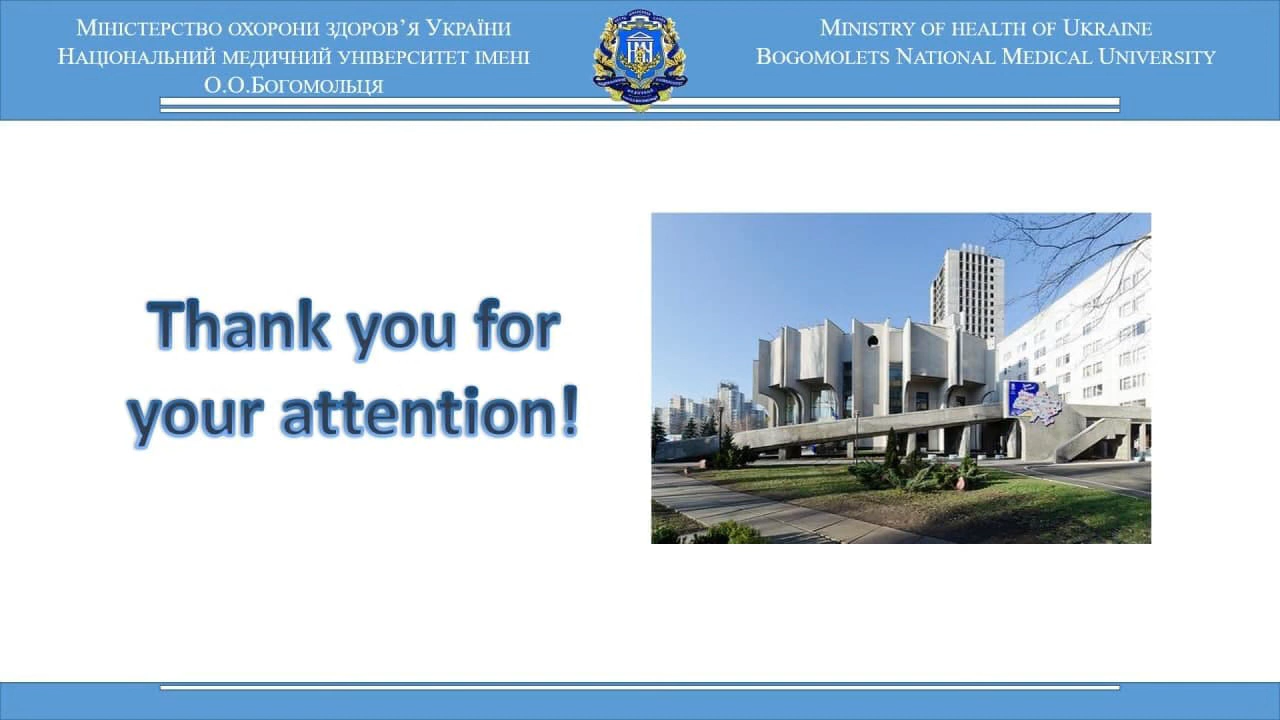 Міністерство охорони здоров’я України
Національний медичний університет імені
О.О.Богомольця
Ministry of health of Ukraine
Bogomolets National Medical University
Thank you for
your attention!